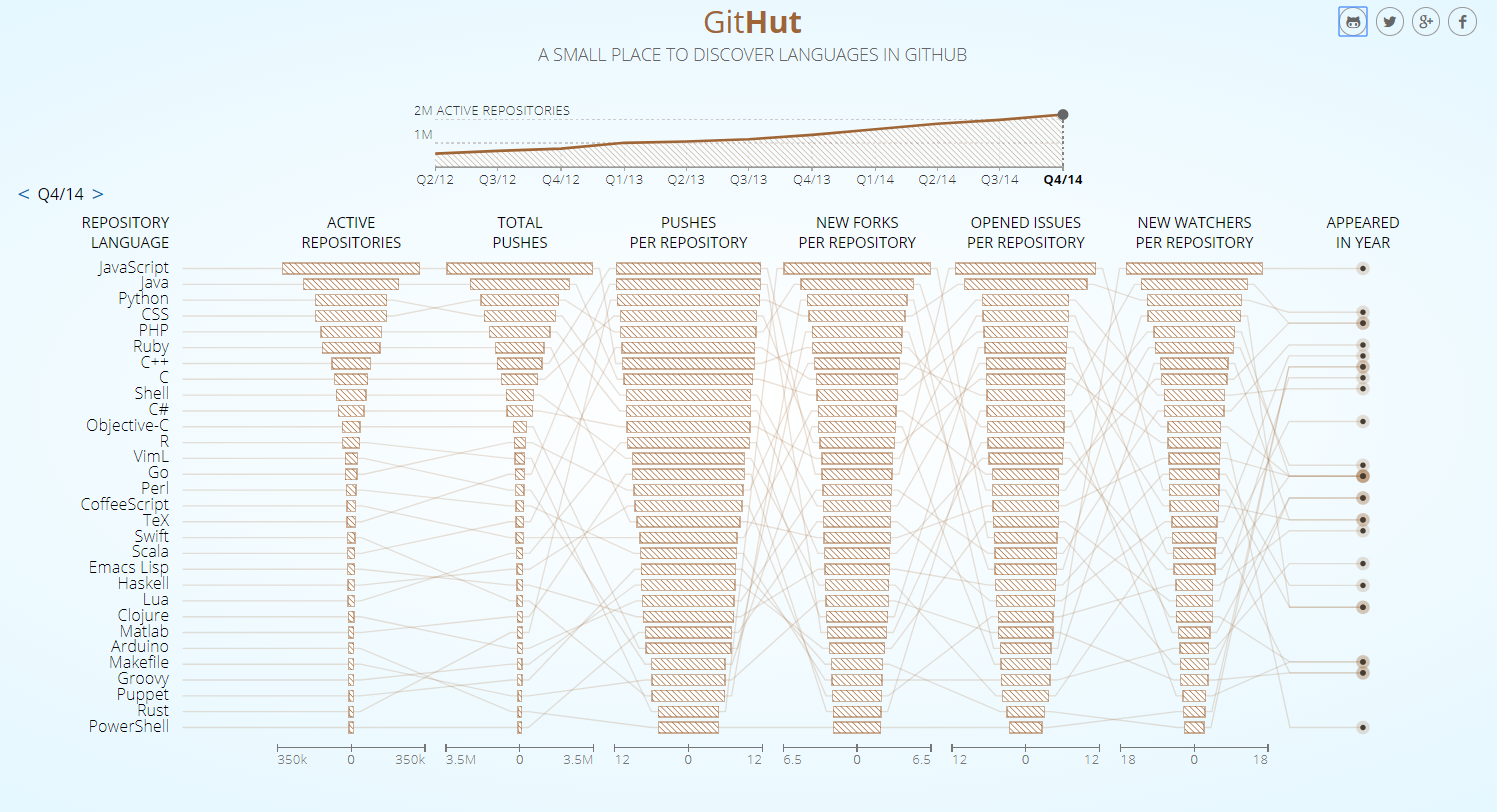 GitHut
A SMALL PLACE TO DISCOVER LANGUAGES IN GITHUB
2M ACTIVE REPOSITORIES
1M
Q2/12 Q3/12 Q4/12 Q1/13 Q2/13 Q3/13 Q4/13 Q1/14 Q2/14 Q3/14 Q4/14
< Q4/14 >
REPOSITORY LANGUAGE
ACTIVE REPOSITORIES
TOTAL PUSHES
PUSHES PER REPOSITORY
NEW FORKS PER REPOSITORY
OPENED ISSUES PER REPOSITORY
NEW WATCHERS PER REPOSITORY
APPEARED IN YEAR
JavaScript
Java
Python
CSS
PHP
Ruby
C++
C
Shell
C#
Objective-C
R
VimL
Go
Perl
CoffeeScript
TeX
Swift
Scala
Emacs Lisp
Haskell
Lua
Clojure
Matlab
Arduino
Makefile
Groovy
Puppet
Rust
PowerShell
350k 0 350k 3.5M 0 3.5M 12 0 12 6.5 0 6.5 12 0 12 18 0 18